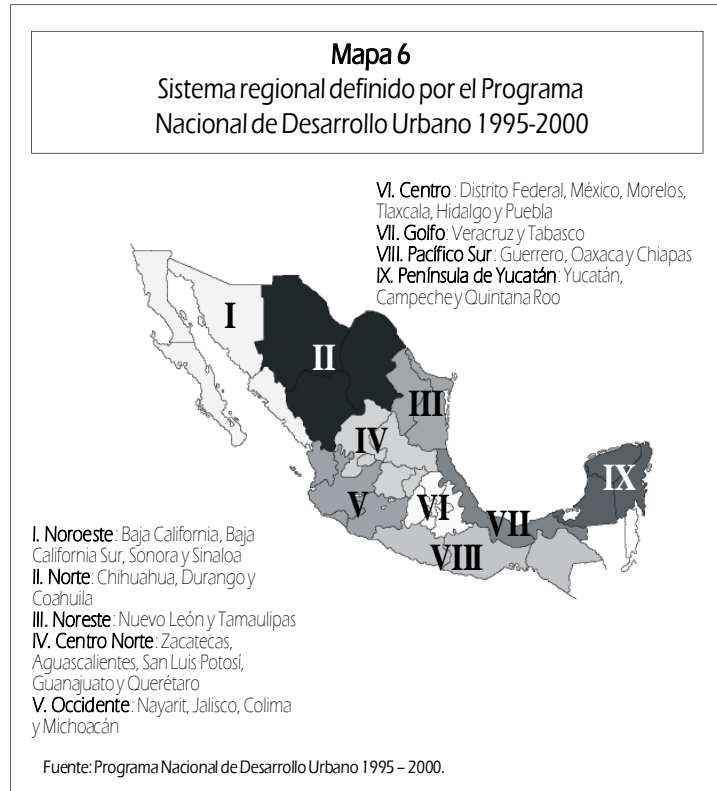 Mapa 6
Sistema regional definido por el Programa
Nacional de Desarrollo Urbano 1995-2000
VI. Centro: Distrito Federal, México, Morelos,
Tlaxcala, Hidalgo y Puebla
VII. Golfo: Veracruz y Tabasco
VIII. Pacífico Sur: Guerrero, Oaxaca y Chiapas
IX. Península de Yucatán: Yucatán,
Campeche y Quintana Roo
I
II
III
IV
V
VI
VII
VIII
IX
I. Noroeste: Baja California, Baja
California Sur, Sonora y Sinaloa
II. Norte: Chihuahua, Durango y
Coahuila
III. Noreste: Nuevo León y Tamaulipas
IV. Centro Norte: Zacatecas,
Aguascalientes, San Luis Potosí,
Guanajuato y Querétaro
V. Occidente: Nayarit, Jalisco, Colima
y Michoacán
Fuente: Programa Nacional de Desarrollo Urbano 1995 – 2000.